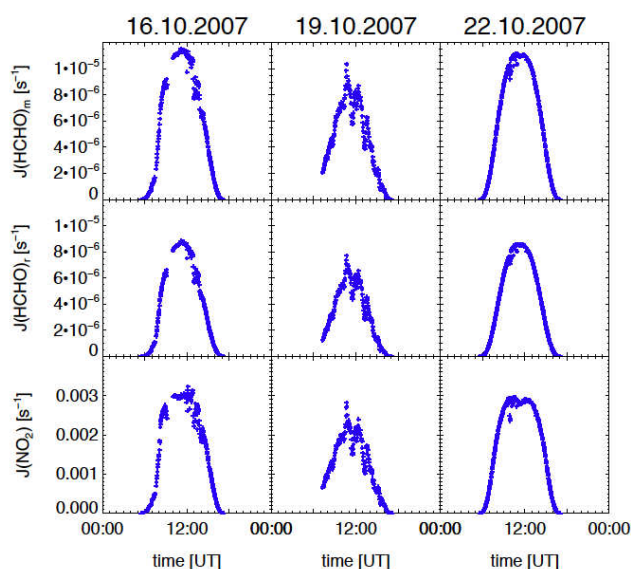 16.10.2007 19.10.2007 22.10.2007
J(HCHO)m [s⁻¹]
1•10⁻⁵
8•10⁻⁶
6•10⁻⁶
4•10⁻⁶
2•10⁻⁶
0
J(HCHO)r [s⁻¹]
1•10⁻⁵
8•10⁻⁶
6•10⁻⁶
4•10⁻⁶
2•10⁻⁶
0
J(NO₂) [s⁻¹]
0.003
0.002
0.001
0.000
00:00 12:00 00:00 12:00 00:00 12:00 00:00
time [UT] time [UT] time [UT]